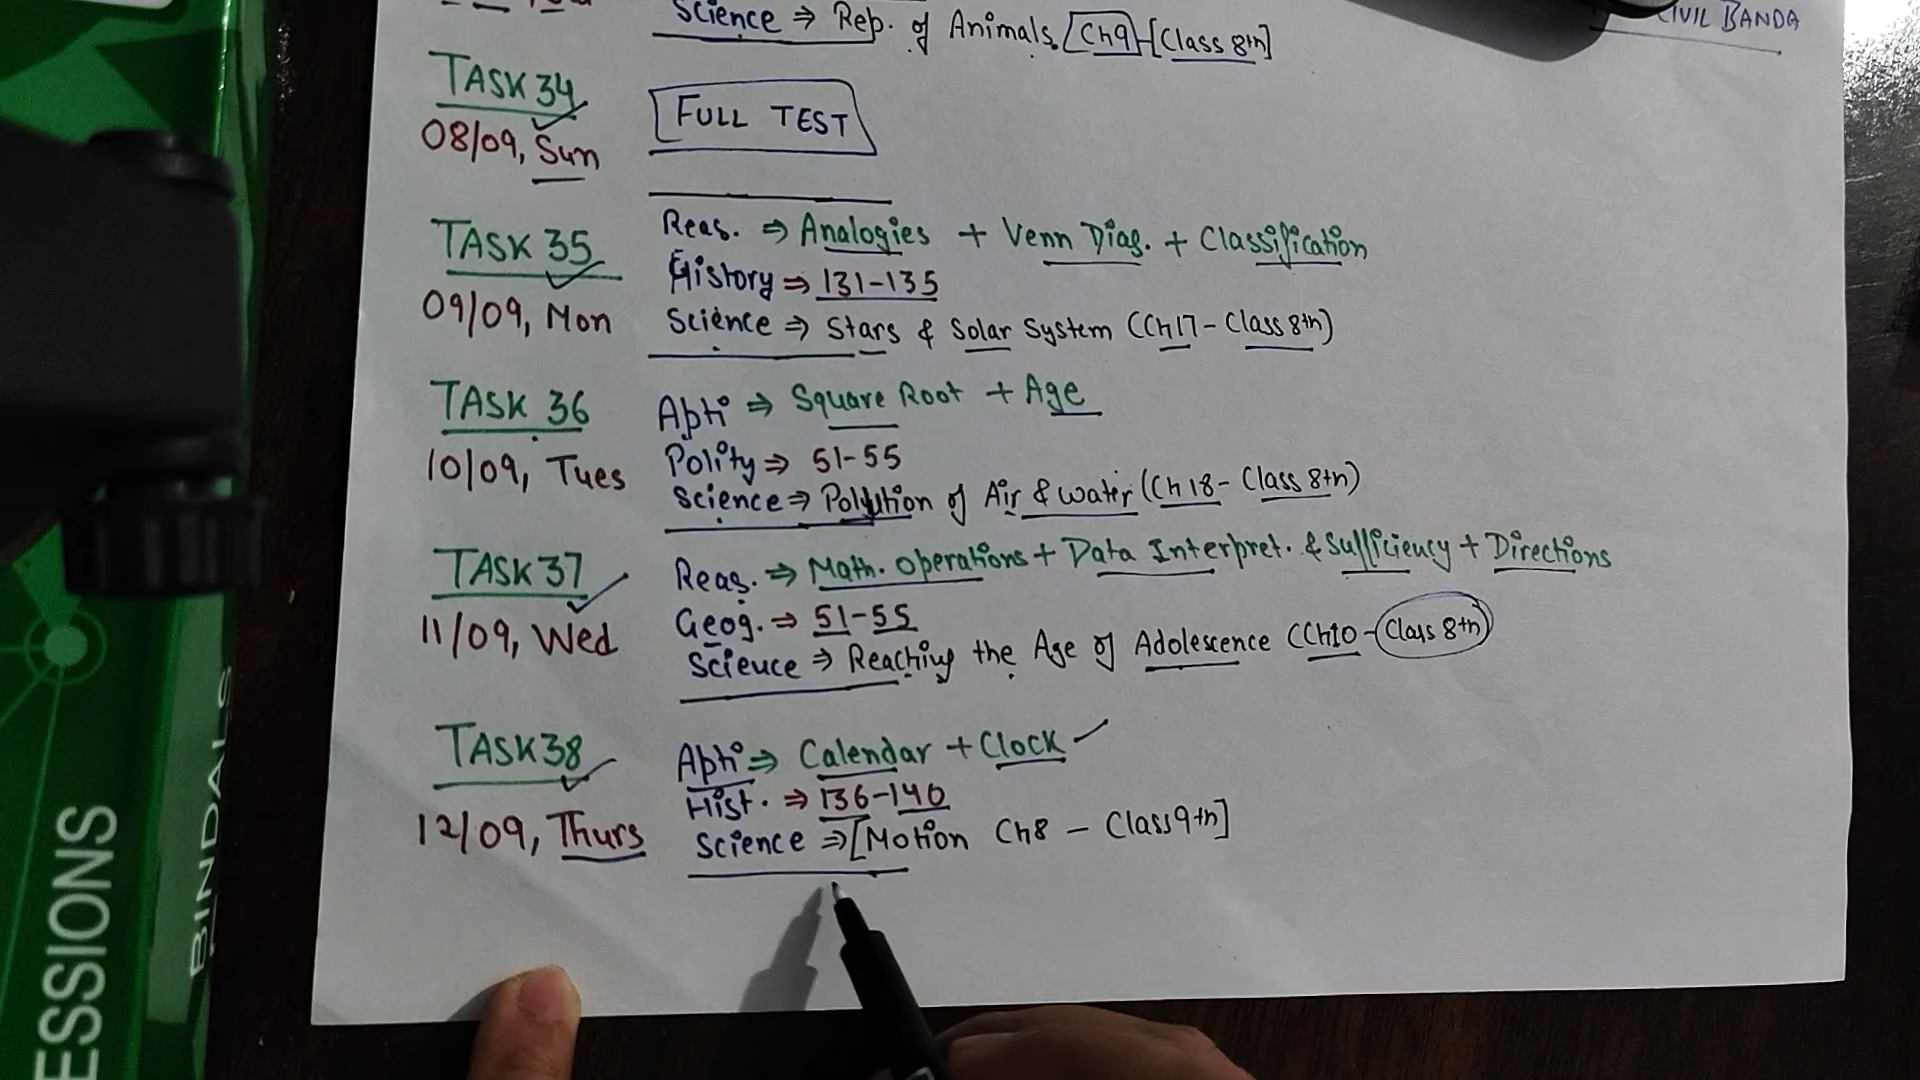 Science ⇒ Rep. of Animals. [Ch9]-[Class 8th]
CIVIL BANDA
TASK 34
08/09, Sun
FULL TEST
TASK 35
09/09, Mon
Reas. ⇒ Analogies + Venn Diag. + Classification
History ⇒ 131-135
Science ⇒ Stars & Solar System (Ch17- Class 8th)
TASK 36
10/09, Tues
Apti ⇒ Square Root + Age
Polity ⇒ 51-55
Science ⇒ Pollution of Air & Water (Ch 18- Class 8th)
TASK 37
11/09, Wed
Reas. ⇒ Math. Operations + Data Interpret. & Sufficiency + Directions
Geog. ⇒ 51-55
Science ⇒ Reaching the Age of Adolescence (Ch10-Class 8th)
TASK 38
12/09, Thurs
Apti ⇒ Calendar + Clock
Hist. ⇒ 136-140
Science ⇒ [Motion Ch8 - Class 9th]
ESSIONS
BINDALS